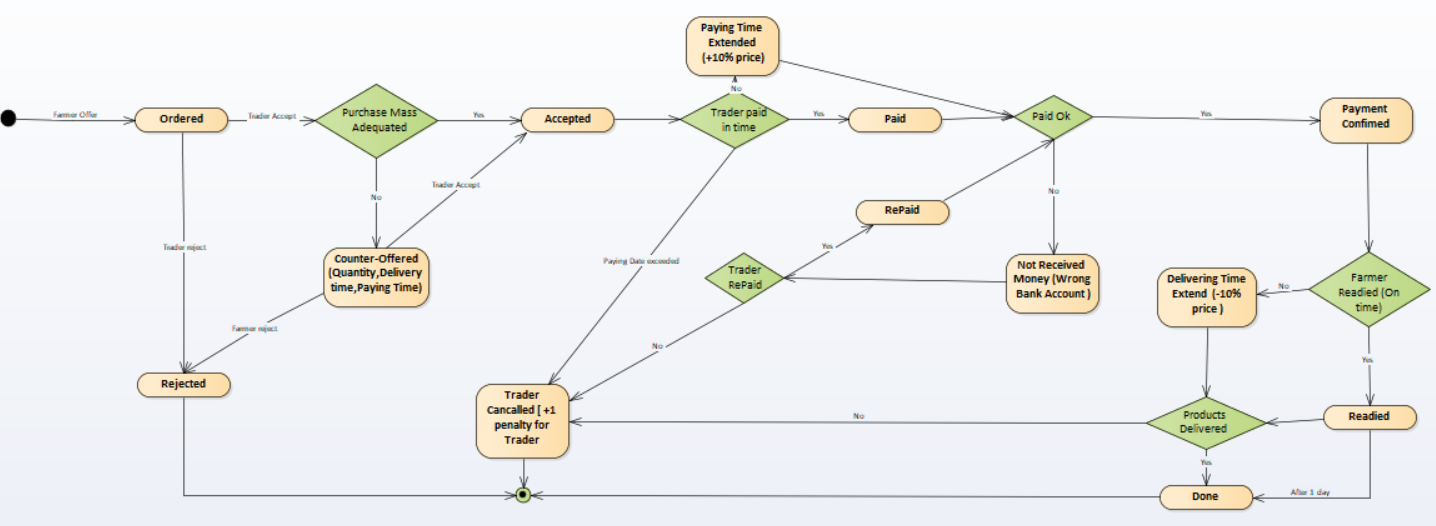 Paying Time
Extended
(+10% price)
No
Farmer Offer
Ordered
Trader Accept
Purchase Mass
Adequated
Yes
Accepted
Trader paid
in time
Yes
Paid
Paid Ok
Yes
Payment
Confimed
Trader Accept
No
No
RePaid
Trader reject
Yes
Counter-Offered
(Quantity,Delivery
time,Paying Time)
Paying Date exceeded
Trader
RePaid
Not Received
Money (Wrong
Bank Account )
Delivering Time
Extend (-10%
price )
No
Farmer
Readied (On
time)
Farmer reject
No
Yes
Rejected
Trader
Cancalled [ +1
penalty for
Trader
No
Products
Delivered
Readied
Yes
Done
After 1 day